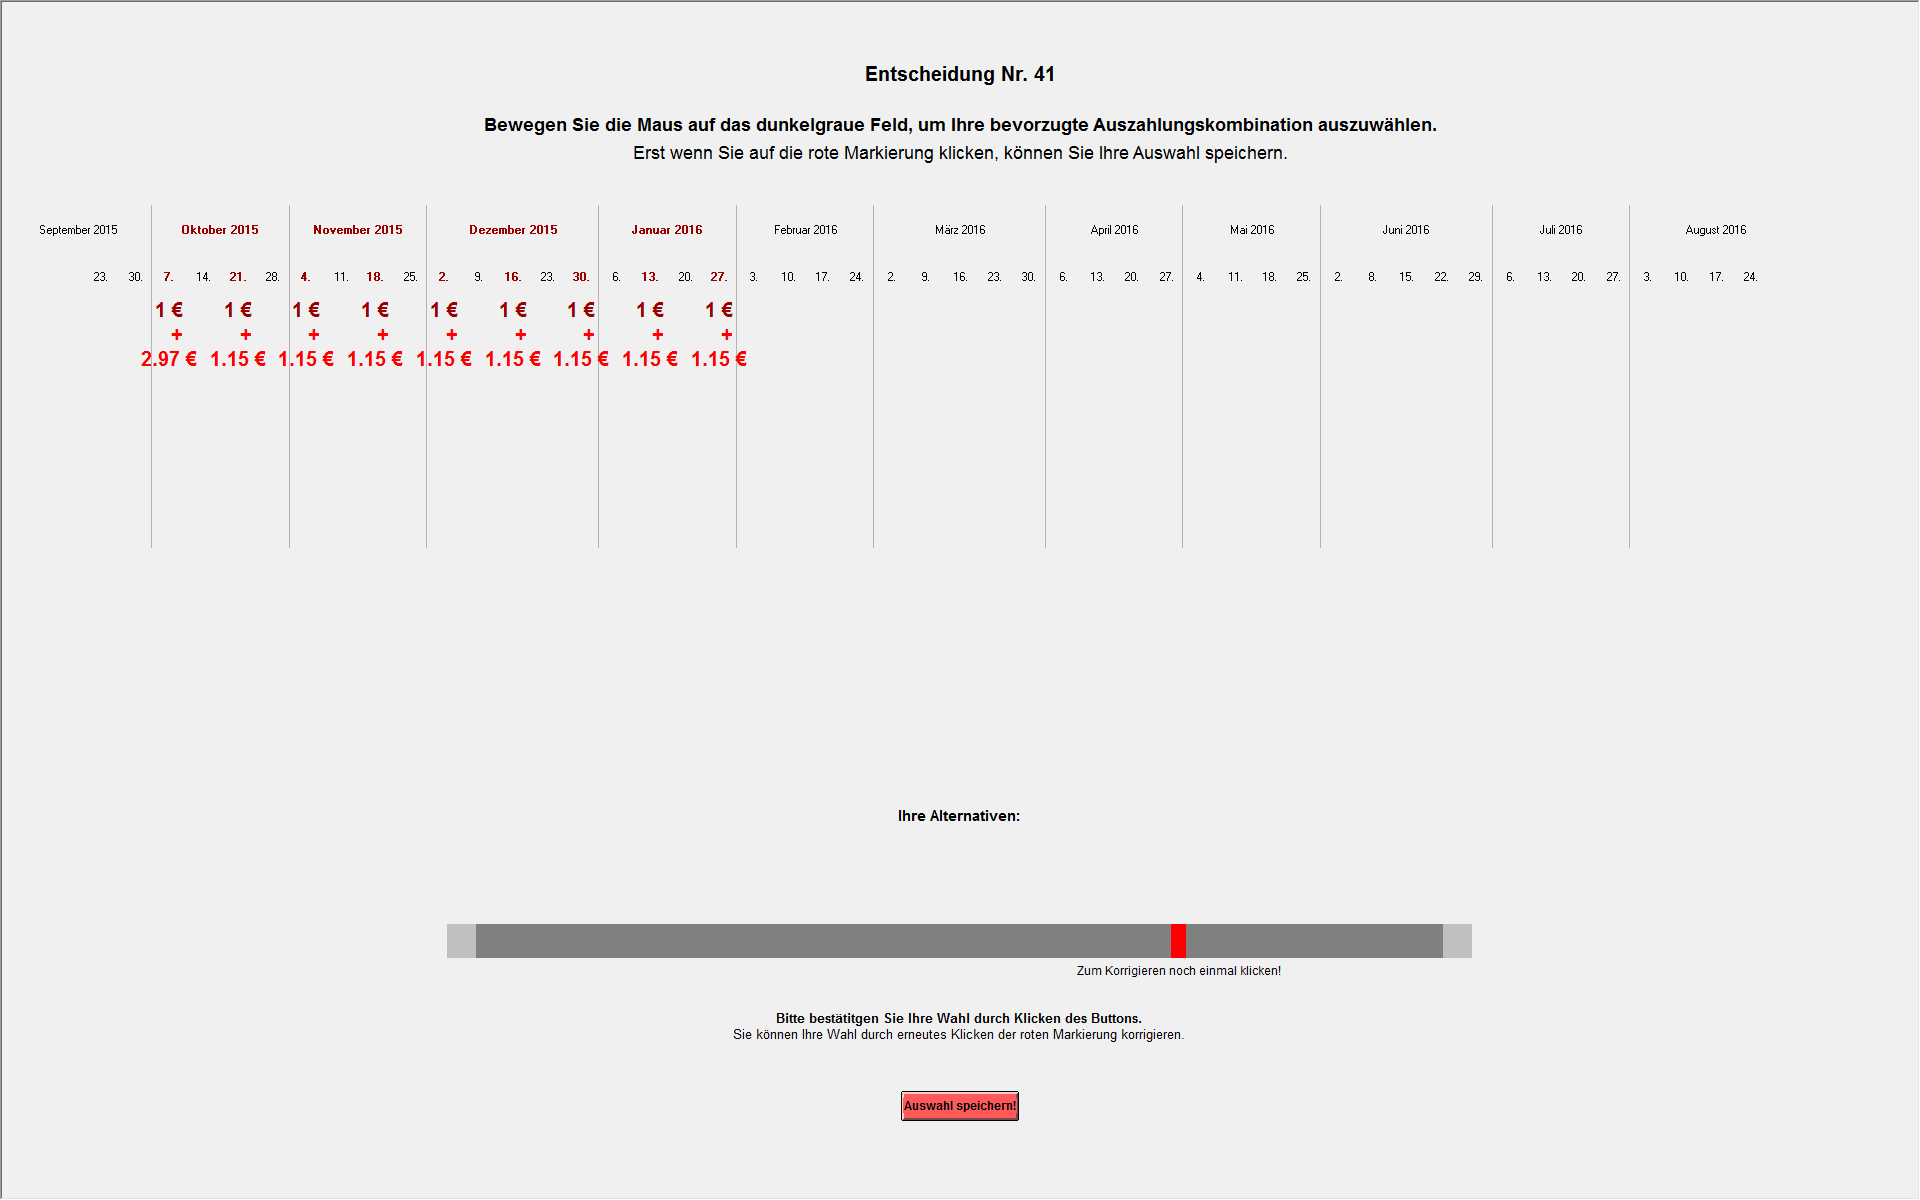 Entscheidung Nr. 41
Bewegen Sie die Maus auf das dunkelgraue Feld, um Ihre bevorzugte Auszahlungskombination auszuwählen.
Erst wenn Sie auf die rote Markierung klicken, können Sie Ihre Auswahl speichern.
September 2015 Oktober 2015 November 2015 Dezember 2015 Januar 2016 Februar 2016 März 2016 April 2016 Mai 2016 Juni 2016 Juli 2016 August 2016
23. 30. 7. 14. 21. 28. 4. 11. 18. 25. 2. 9. 16. 23. 30. 6. 13. 20. 27. 3. 10. 17. 24. 2. 9. 16. 23. 30. 6. 13. 20. 27. 4. 11. 18. 25. 2. 8. 15. 22. 29. 6. 13. 20. 27. 3. 10. 17. 24.
1 € 1 € 1 € 1 € 1 € 1 € 1 € 1 € 1 €
+ + + + + + + + +
2.97 € 1.15 € 1.15 € 1.15 € 1.15 € 1.15 € 1.15 € 1.15 € 1.15 €
Ihre Alternativen:
Zum Korrigieren noch einmal klicken!
Bitte bestätitgen Sie Ihre Wahl durch Klicken des Buttons.
Sie können Ihre Wahl durch erneutes Klicken der roten Markierung korrigieren.
Auswahl speichern!